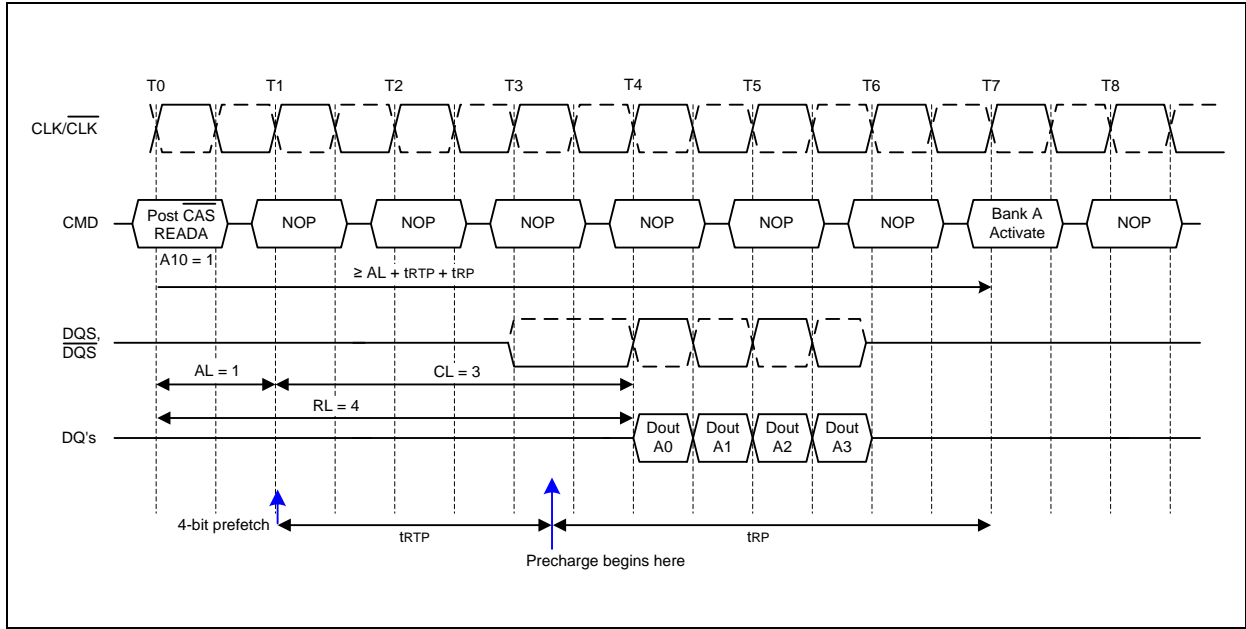 T0 T1 T2 T3 T4 T5 T6 T7 T8
CLK/CLK
CMD
Post CAS
READA
NOP NOP NOP NOP NOP NOP
Bank A
Activate
NOP
A10 = 1
≥ AL + tRTP + tRP
DQS,
DQS
AL = 1
CL = 3
RL = 4
DQ's
Dout
A0
Dout
A1
Dout
A2
Dout
A3
4-bit prefetch
tRTP
tRP
Precharge begins here